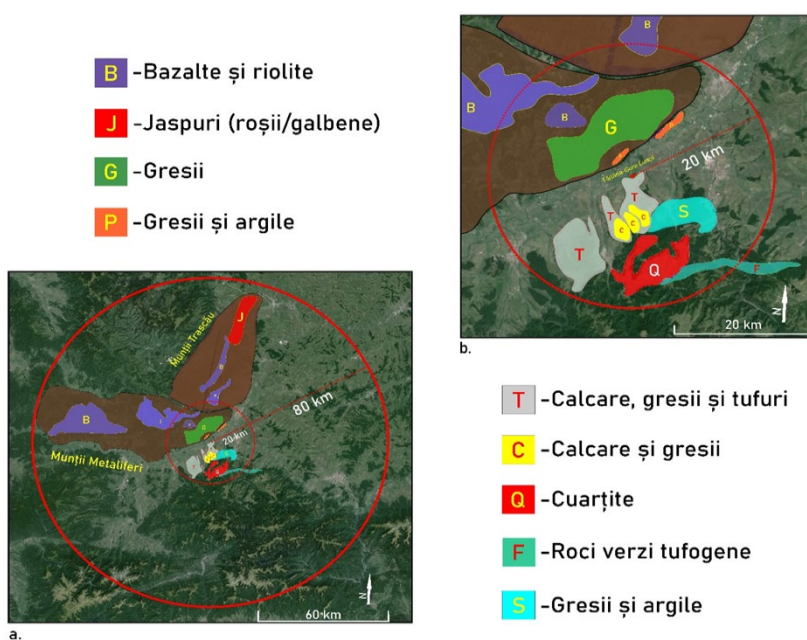 B -Bazalte și riolite
J -Jaspuri (roșii/galbene)
G -Gresii
P -Gresii și argile
B
B
B
G
20 km
T
T
T
C
C
C
S
Q
F
N
20 km
b.
J
Munții Trascău
B
B
80 km
G
20 km
Munții Metaliferi
N
60 km
a.
T -Calcare, gresii și tufuri
C -Calcare și gresii
Q -Cuarțite
F -Roci verzi tufogene
S -Gresii și argile